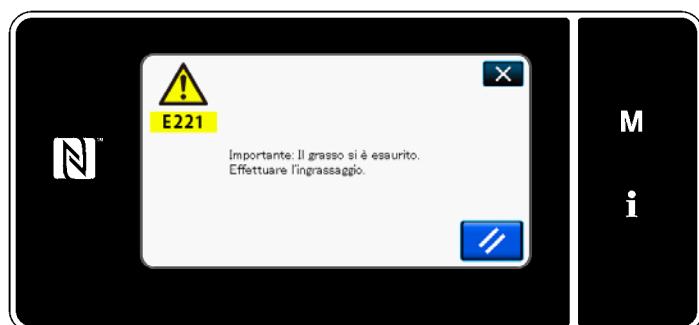 E221
Importante: Il grasso si è esaurito.
Effettuare l'ingrassaggio.
M
i